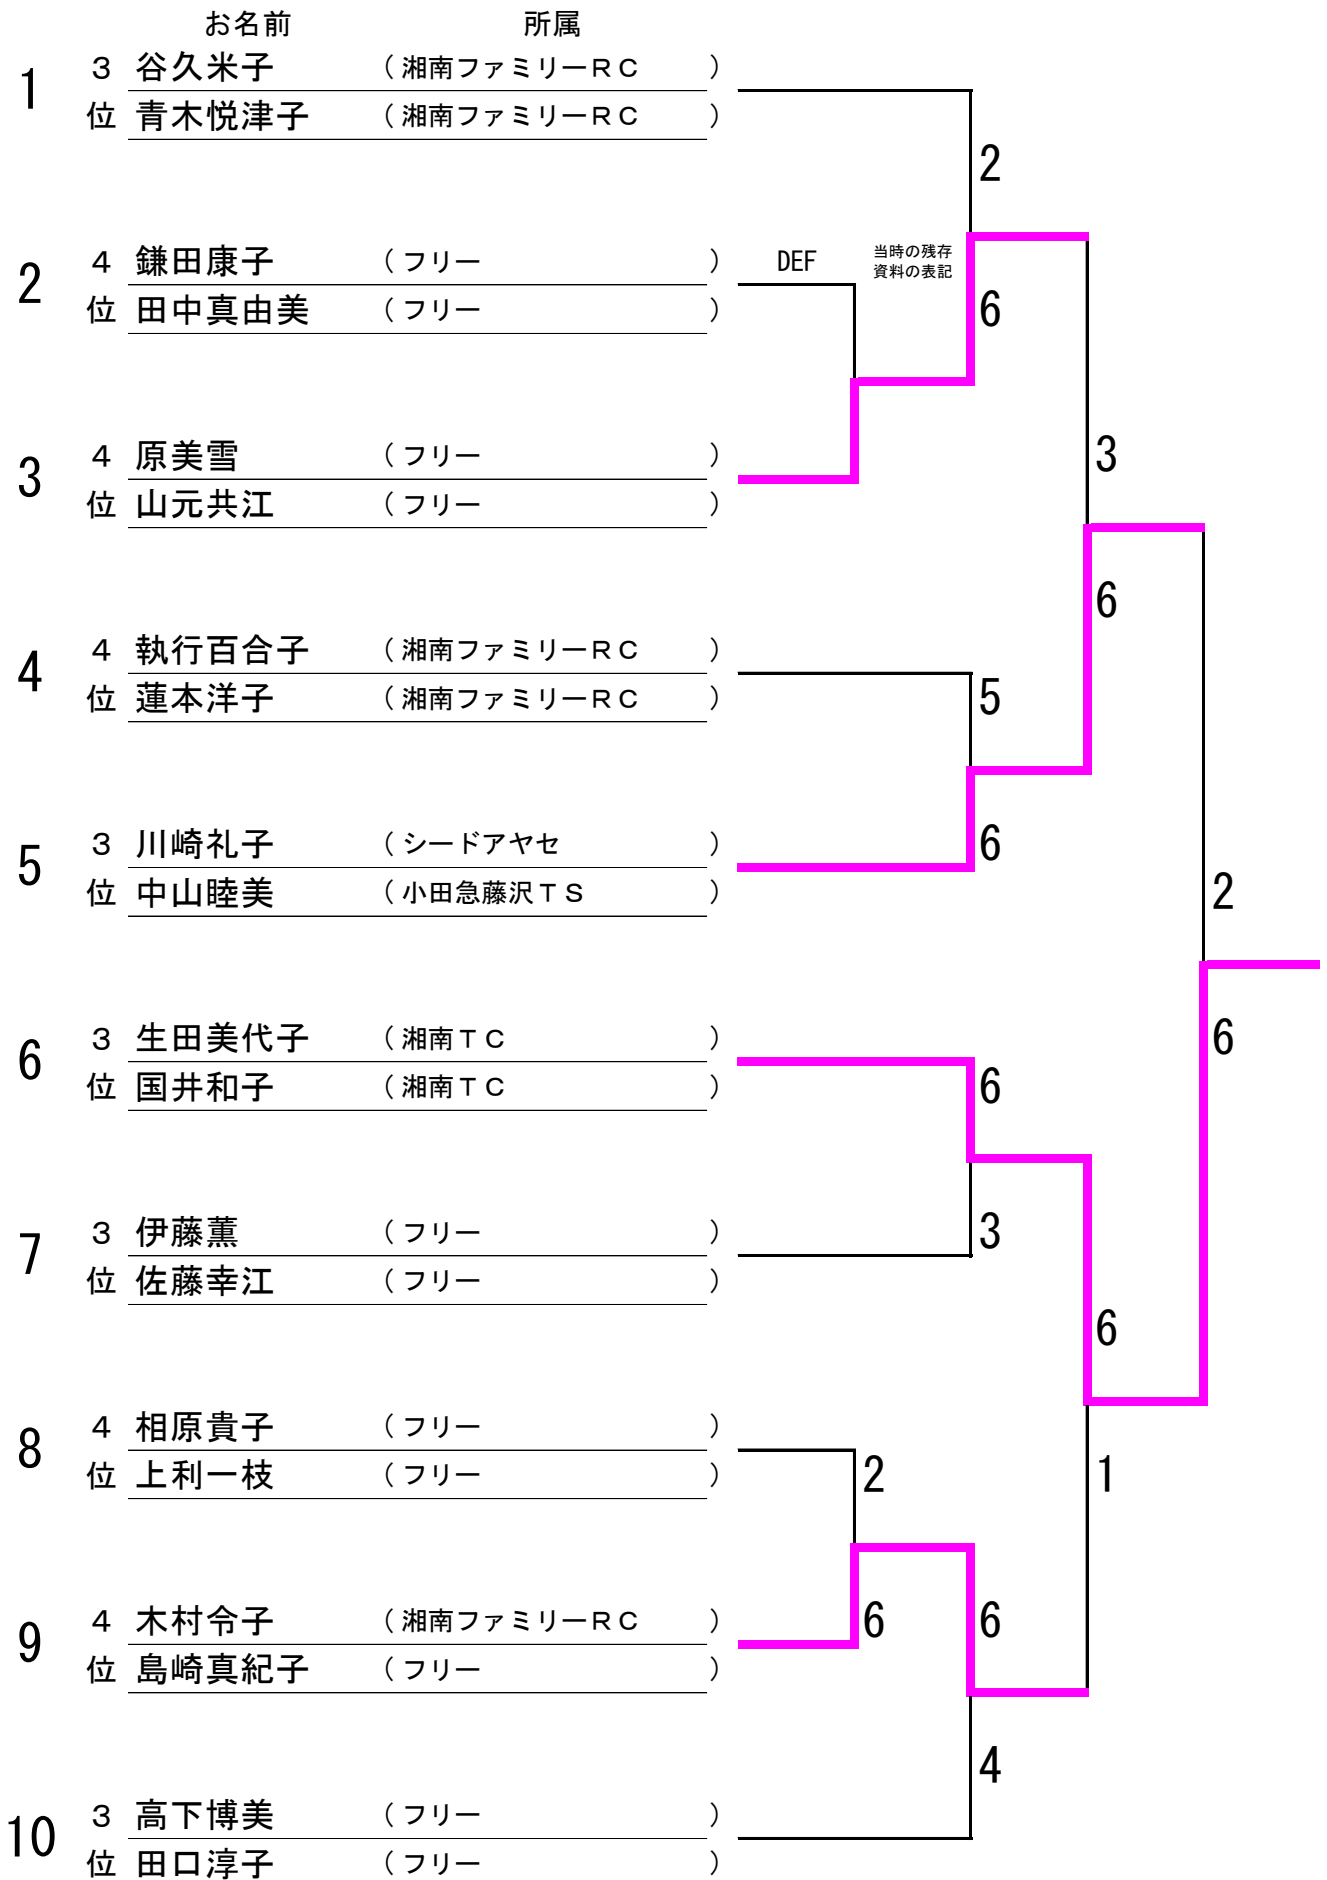 お名前 所属
1 3 谷久米子 （湘南ファミリーＲＣ ）
位 青木悦津子 （湘南ファミリーＲＣ ）
2
2 4 鎌田康子 （フリー ） DEF 当時の残存
資料の表記
位 田中真由美 （フリー ） 6
3 4 原美雪 （フリー ） 3
位 山元共江 （フリー ）
6
4 4 執行百合子 （湘南ファミリーＲＣ ）
位 蓮本洋子 （湘南ファミリーＲＣ ） 5
5 3 川崎礼子 （シードアヤセ ） 6
位 中山睦美 （小田急藤沢ＴＳ ） 2
6 3 生田美代子 （湘南ＴＣ ） 6
位 国井和子 （湘南ＴＣ ） 6
7 3 伊藤薫 （フリー ） 3
位 佐藤幸江 （フリー ）
6
8 4 相原貴子 （フリー ）
位 上利一枝 （フリー ） 2 1
9 4 木村令子 （湘南ファミリーＲＣ ） 6 6
位 島崎真紀子 （フリー ）
4
10 3 高下博美 （フリー ）
位 田口淳子 （フリー ）